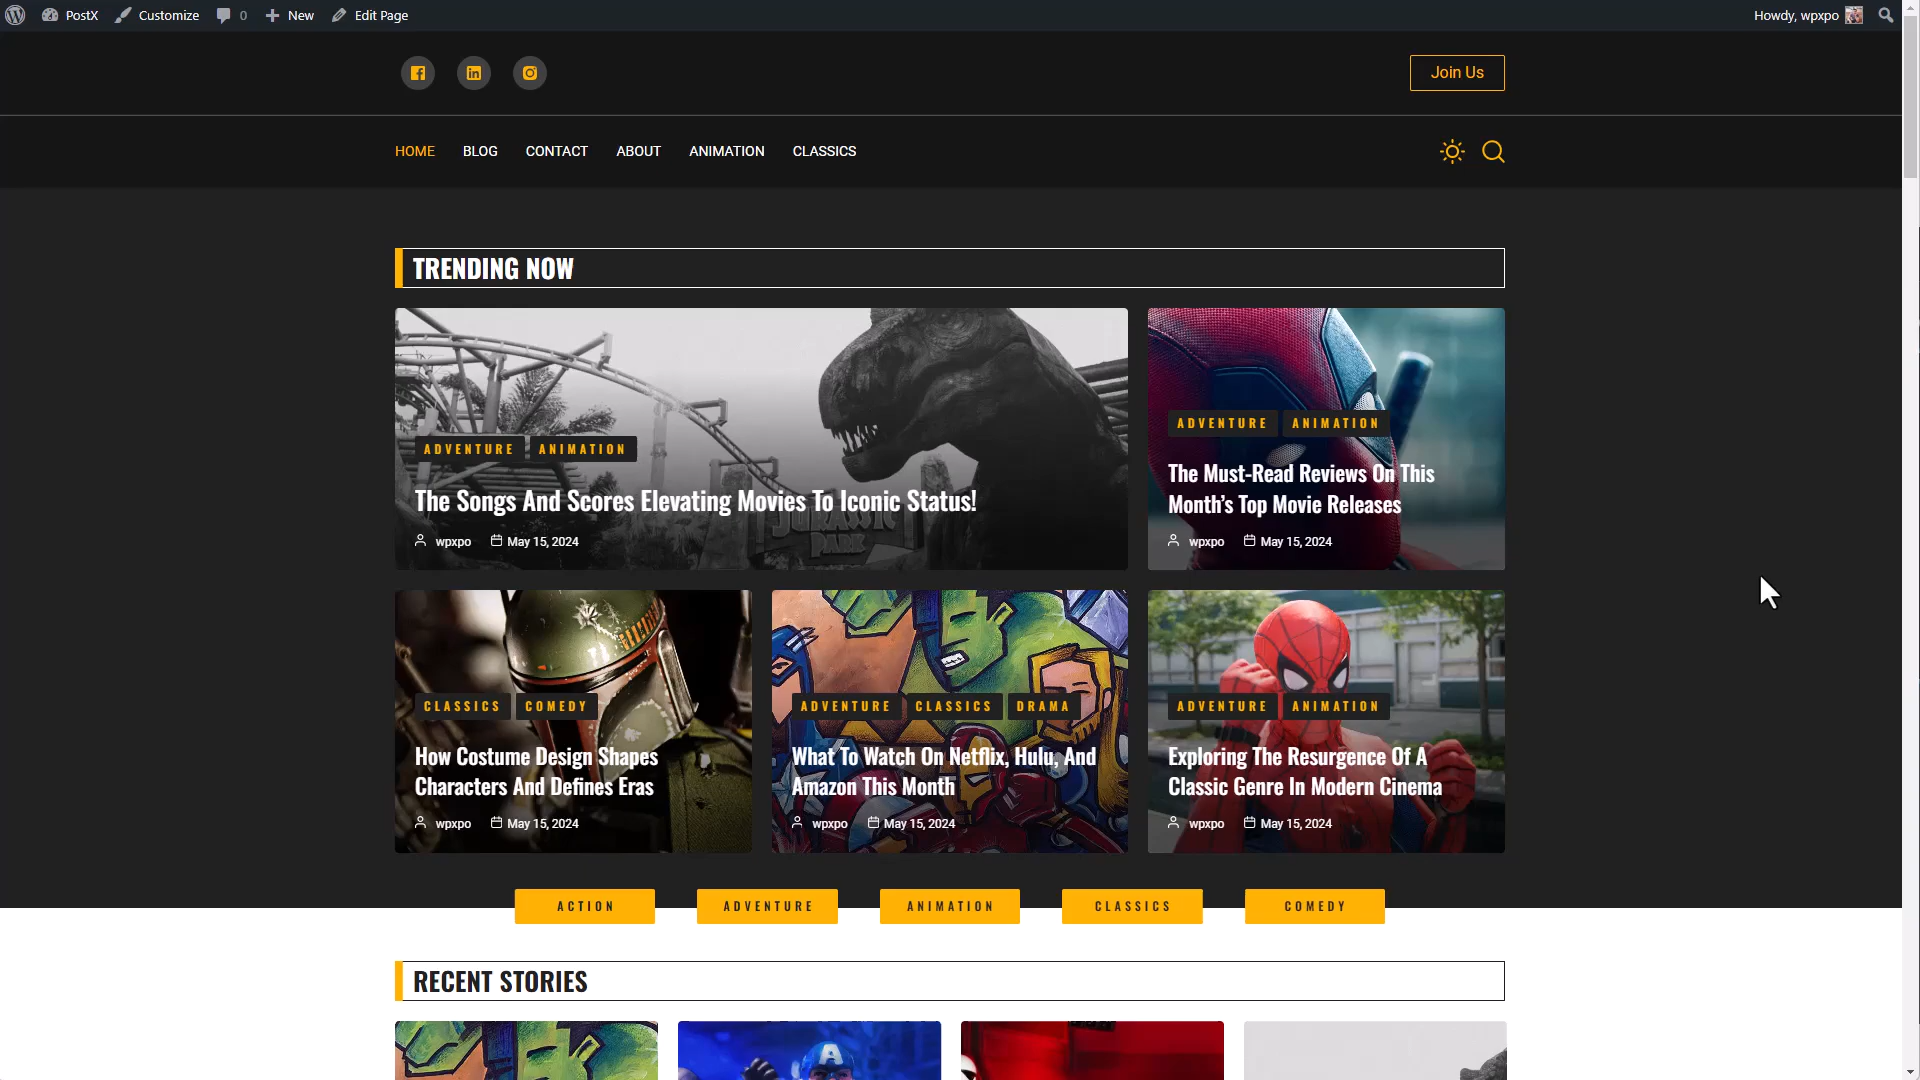 PostX Customize 0 New Edit Page Howdy, wpxpo
Join Us
HOME BLOG CONTACT ABOUT ANIMATION CLASSICS
TRENDING NOW
ADVENTURE ANIMATION
The Songs And Scores Elevating Movies To Iconic Status!
JURASSIC
PARK
wpxpo May 15, 2024
ADVENTURE ANIMATION
The Must-Read Reviews On This
Month’s Top Movie Releases
wpxpo May 15, 2024
CLASSICS COMEDY
How Costume Design Shapes
Characters And Defines Eras
wpxpo May 15, 2024
ADVENTURE CLASSICS DRAMA
What To Watch On Netflix, Hulu, And
Amazon This Month
wpxpo May 15, 2024
ADVENTURE ANIMATION
Exploring The Resurgence Of A
Classic Genre In Modern Cinema
wpxpo May 15, 2024
ACTION ADVENTURE ANIMATION CLASSICS COMEDY
RECENT STORIES
A